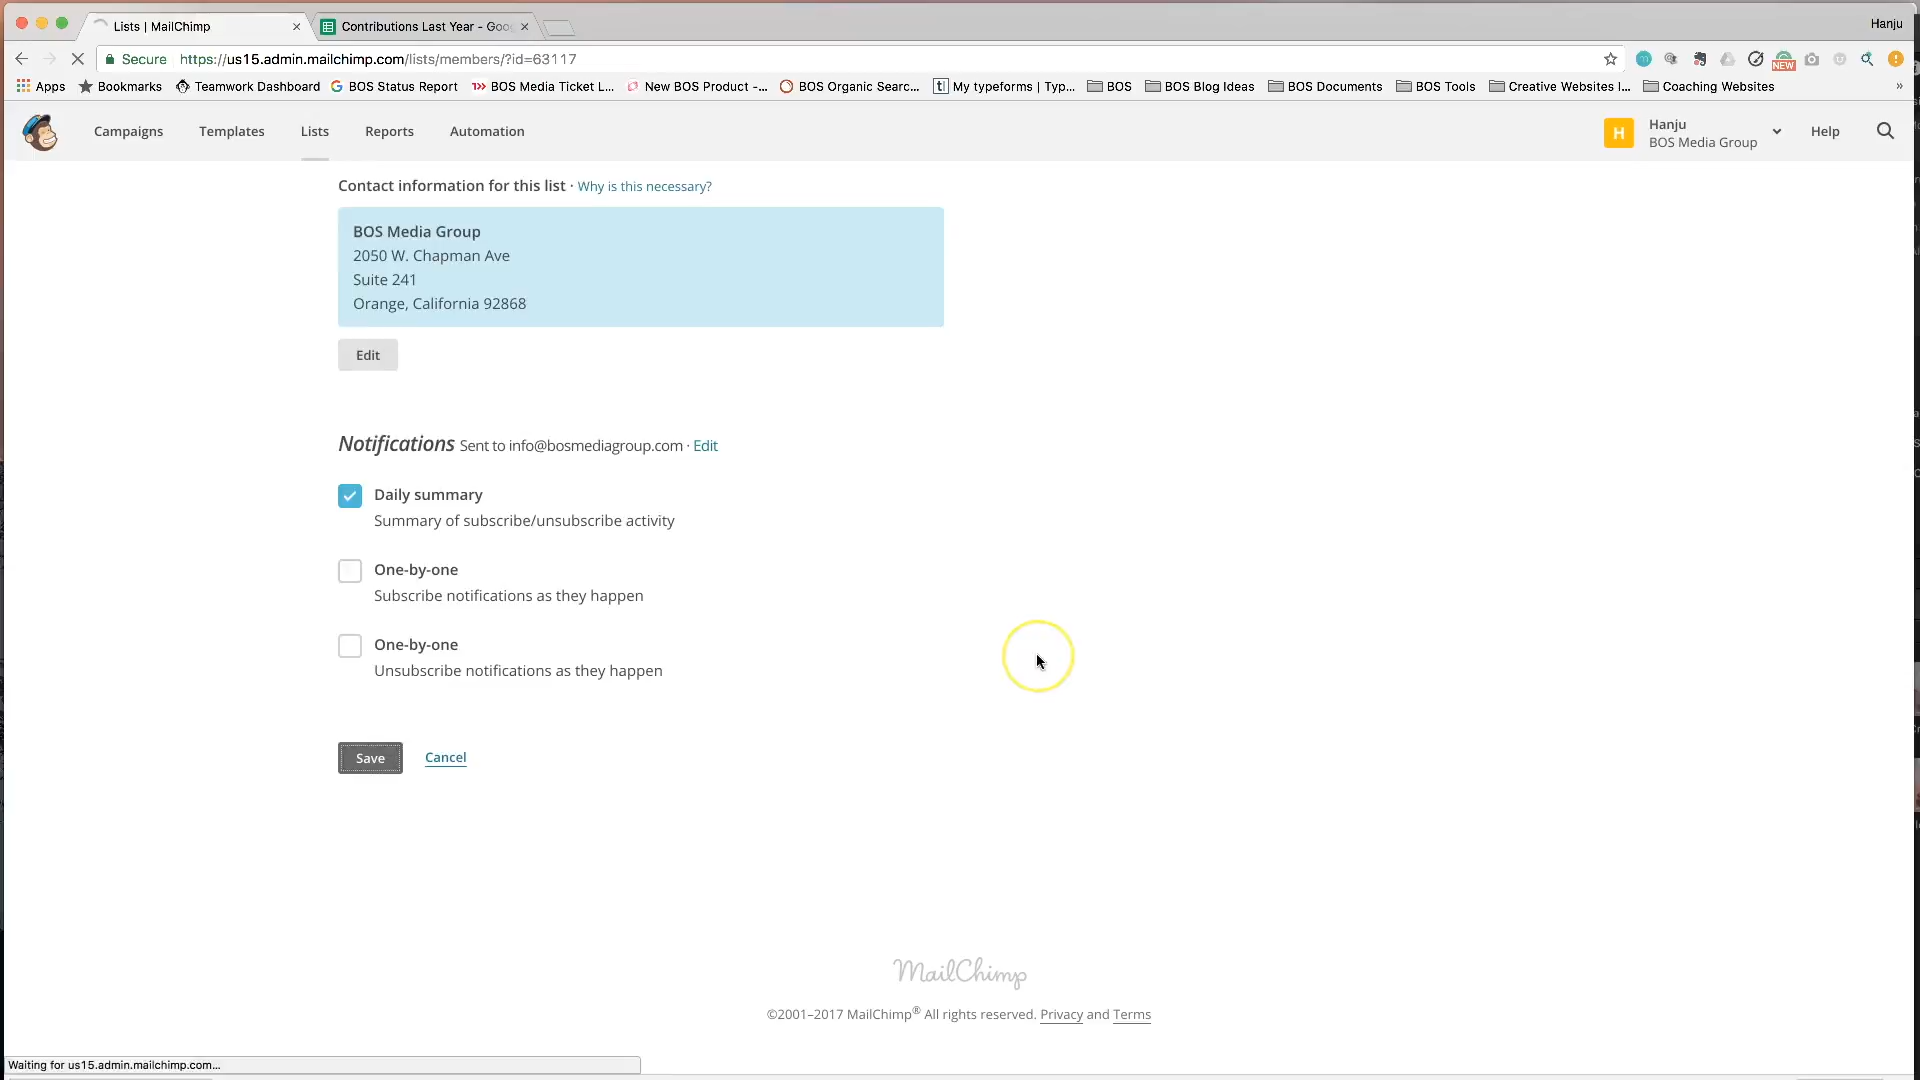 Lists | MailChimp
Contributions Last Year - Goo
Hanju
Secure
https://us15.admin.mailchimp.com/lists/members/?id=63117
NEW
Apps
Bookmarks
Teamwork Dashboard
BOS Status Report
BOS Media Ticket L...
New BOS Product -...
BOS Organic Searc...
My typeforms | Typ...
BOS
BOS Blog Ideas
BOS Documents
BOS Tools
Creative Websites I...
Coaching Websites
»
Campaigns
Templates
Lists
Reports
Automation
H
Hanju
BOS Media Group
Help
Contact information for this list · Why is this necessary?
BOS Media Group
2050 W. Chapman Ave
Suite 241
Orange, California 92868
Edit
Notifications Sent to info@bosmediagroup.com · Edit
Daily summary
Summary of subscribe/unsubscribe activity
One-by-one
Subscribe notifications as they happen
One-by-one
Unsubscribe notifications as they happen
Save
Cancel
MailChimp
©2001–2017 MailChimp® All rights reserved. Privacy and Terms
Waiting for us15.admin.mailchimp.com...